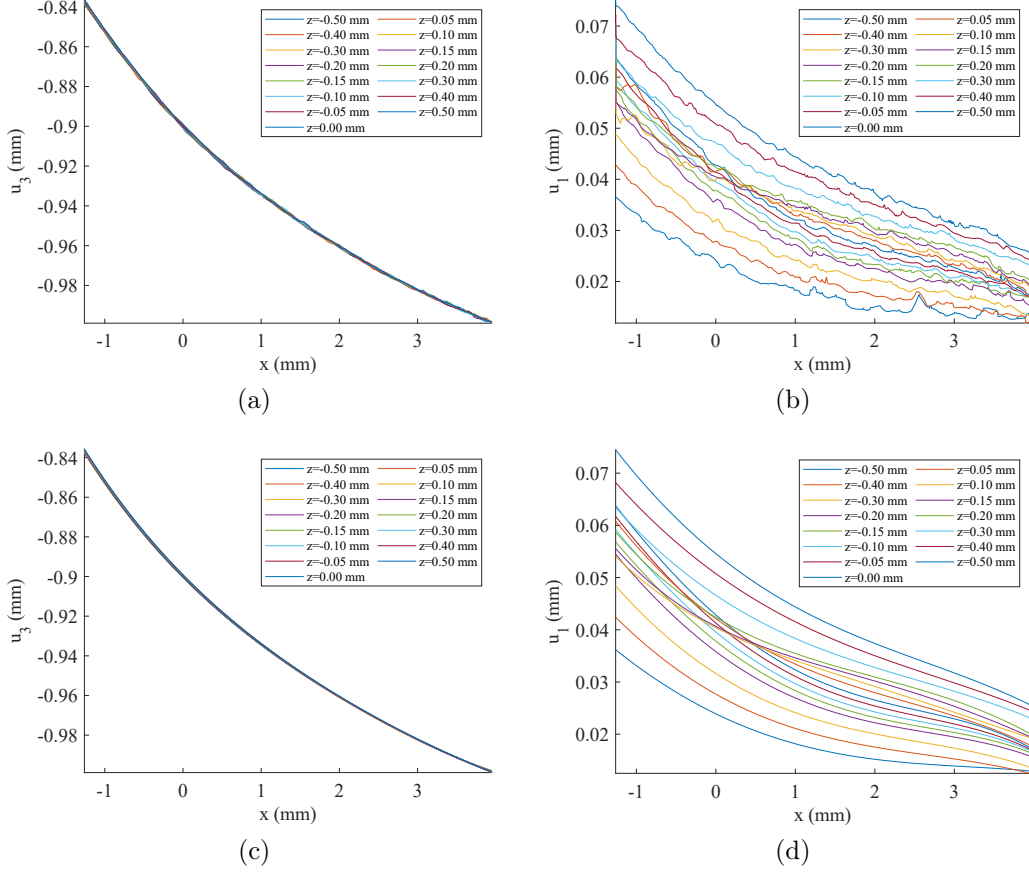 -0.84
-0.86
-0.88
-0.9
-0.92
-0.94
-0.96
-0.98
u3 (mm)
z=-0.50 mm z=0.05 mm
z=-0.40 mm z=0.10 mm
z=-0.30 mm z=0.15 mm
z=-0.20 mm z=0.20 mm
z=-0.15 mm z=0.30 mm
z=-0.10 mm z=0.40 mm
z=-0.05 mm z=0.50 mm
z=0.00 mm
-1 0 1 2 3
x (mm)
(a)
0.07
0.06
0.05
0.04
0.03
0.02
u1 (mm)
z=-0.50 mm z=0.05 mm
z=-0.40 mm z=0.10 mm
z=-0.30 mm z=0.15 mm
z=-0.20 mm z=0.20 mm
z=-0.15 mm z=0.30 mm
z=-0.10 mm z=0.40 mm
z=-0.05 mm z=0.50 mm
z=0.00 mm
-1 0 1 2 3
x (mm)
(b)
-0.84
-0.86
-0.88
-0.9
-0.92
-0.94
-0.96
-0.98
u3 (mm)
z=-0.50 mm z=0.05 mm
z=-0.40 mm z=0.10 mm
z=-0.30 mm z=0.15 mm
z=-0.20 mm z=0.20 mm
z=-0.15 mm z=0.30 mm
z=-0.10 mm z=0.40 mm
z=-0.05 mm z=0.50 mm
z=0.00 mm
-1 0 1 2 3
x (mm)
(c)
0.07
0.06
0.05
0.04
0.03
0.02
u1 (mm)
z=-0.50 mm z=0.05 mm
z=-0.40 mm z=0.10 mm
z=-0.30 mm z=0.15 mm
z=-0.20 mm z=0.20 mm
z=-0.15 mm z=0.30 mm
z=-0.10 mm z=0.40 mm
z=-0.05 mm z=0.50 mm
z=0.00 mm
-1 0 1 2 3
x (mm)
(d)